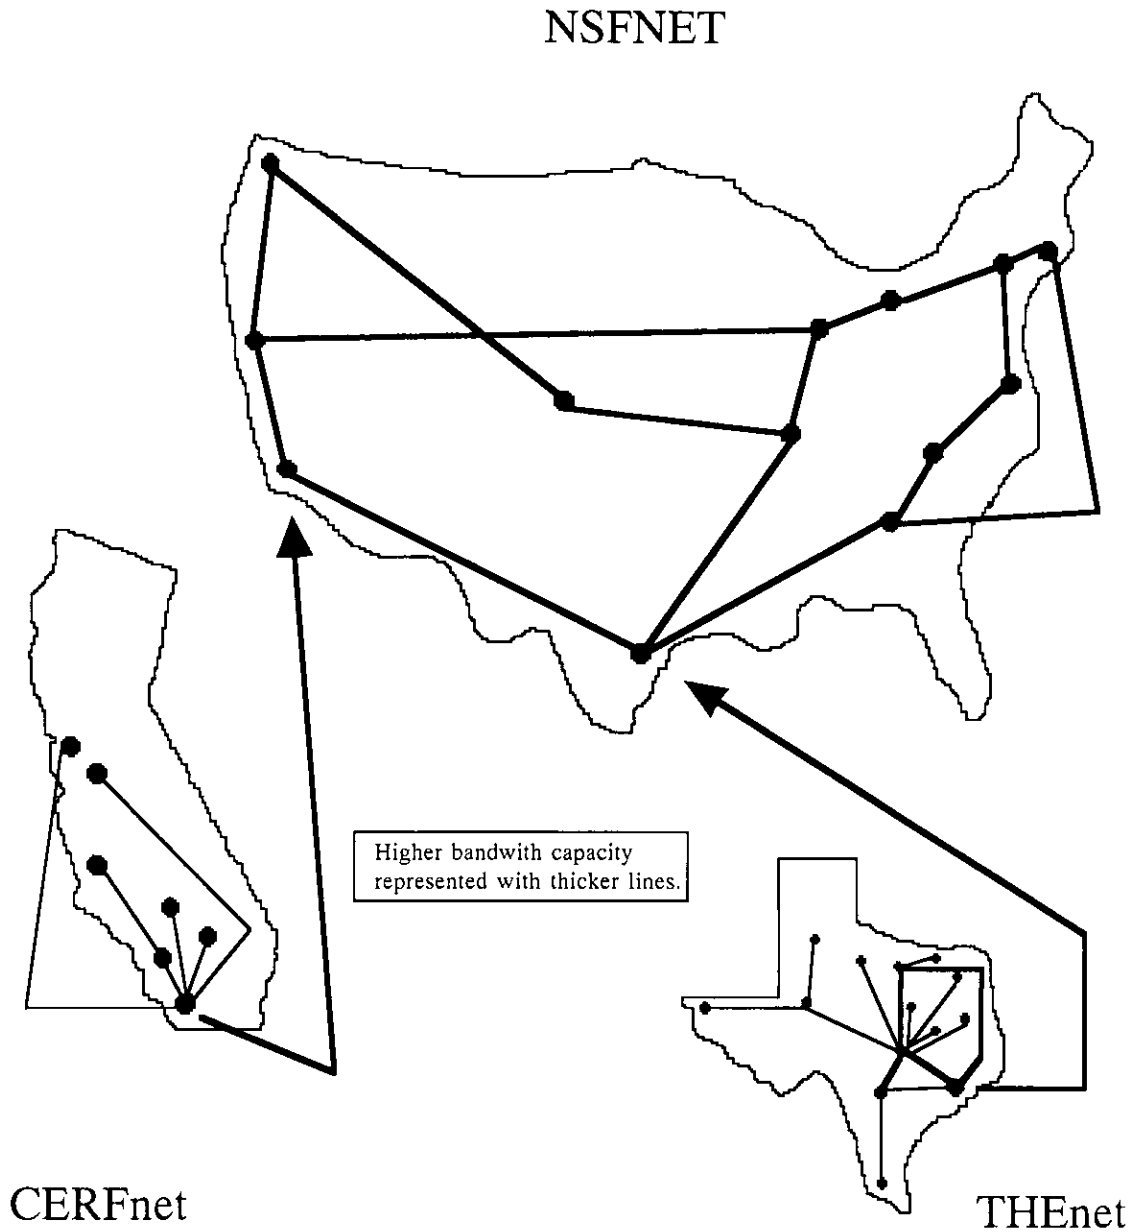 NSFNET
Higher bandwith capacity
represented with thicker lines.
CERFnet
THEnet